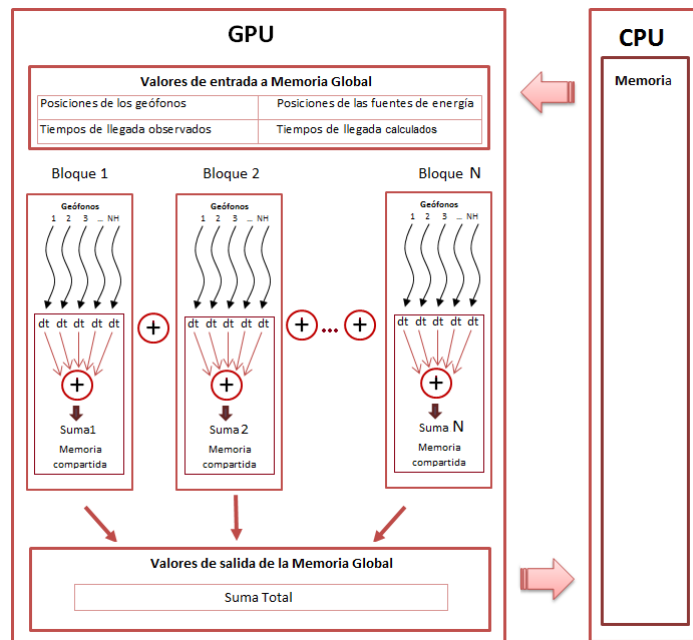 GPU
CPU
Valores de entrada a Memoria Global
Posiciones de los geófonos
Posiciones de las fuentes de energía
Tiempos de llegada observados
Tiempos de llegada calculados
Memoria
Bloque 1
Bloque 2
Bloque N
Geófonos
1 2 3 ... NH
Geófonos
1 2 3 ... NH
Geófonos
1 2 3 ... NH
dt dt dt dt dt
+
dt dt dt dt dt
+ ... +
dt dt dt dt dt
+
+
+
Suma1
Suma 2
Suma N
Memoria
compartida
Memoria
compartida
Memoria
compartida
Valores de salida de la Memoria Global
Suma Total